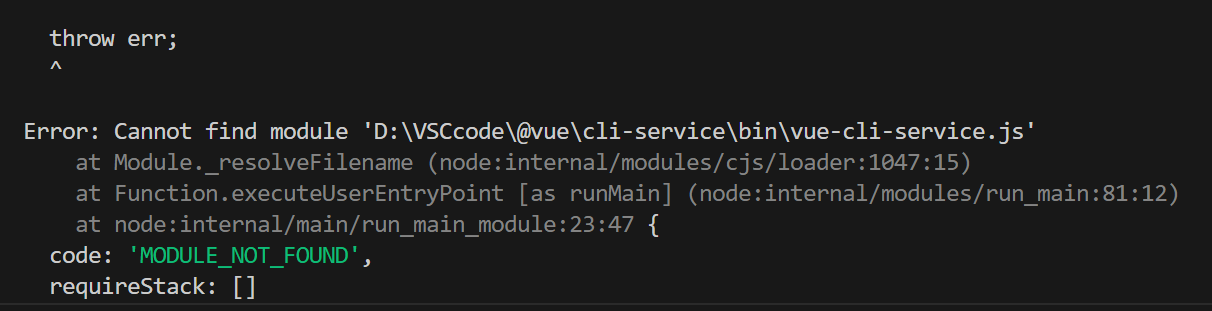 throw err;
^
Error: Cannot find module 'D:\VSCcode\@vue\cli-service\bin\vue-cli-service.js'
at Module._resolveFilename (node:internal/modules/cjs/loader:1047:15)
at Function.executeUserEntryPoint [as runMain] (node:internal/modules/run_main:81:12)
at node:internal/main/run_main_module:23:47 {
code: 'MODULE_NOT_FOUND',
requireStack: []